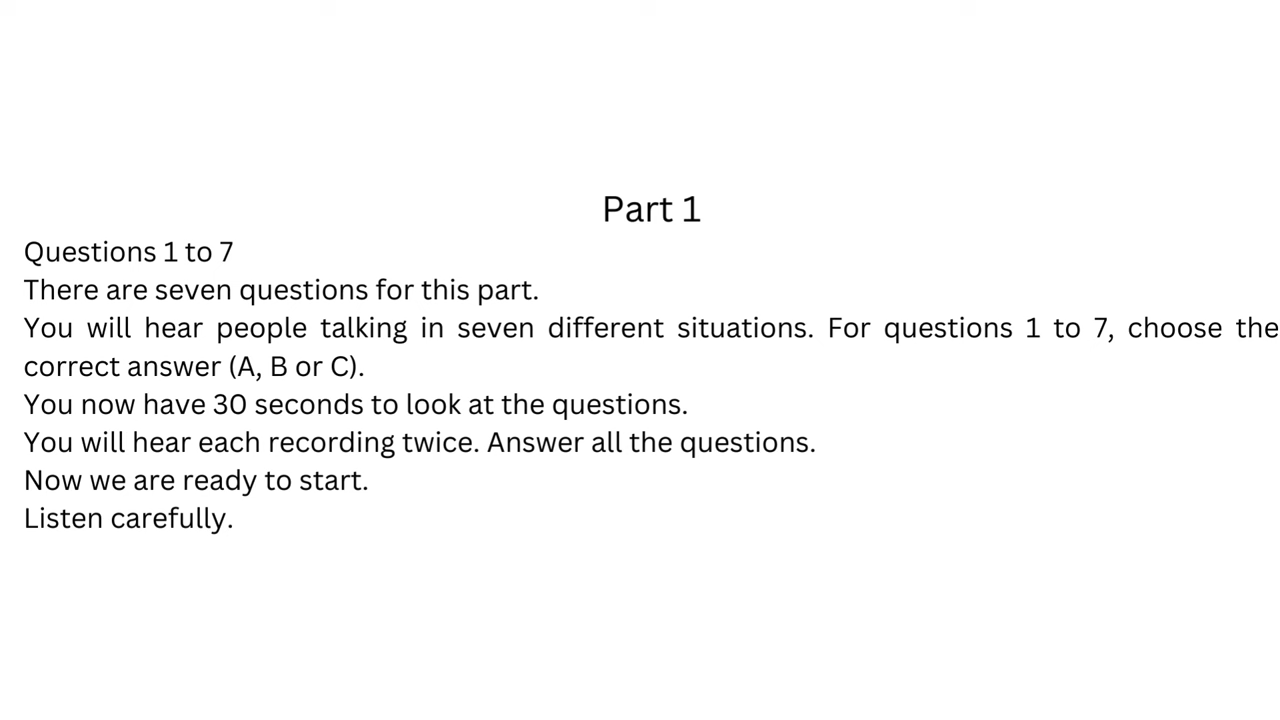 Part 1
Questions 1 to 7
There are seven questions for this part.
You will hear people talking in seven different situations. For questions 1 to 7, choose the
correct answer (A, B or C).
You now have 30 seconds to look at the questions.
You will hear each recording twice. Answer all the questions.
Now we are ready to start.
Listen carefully.